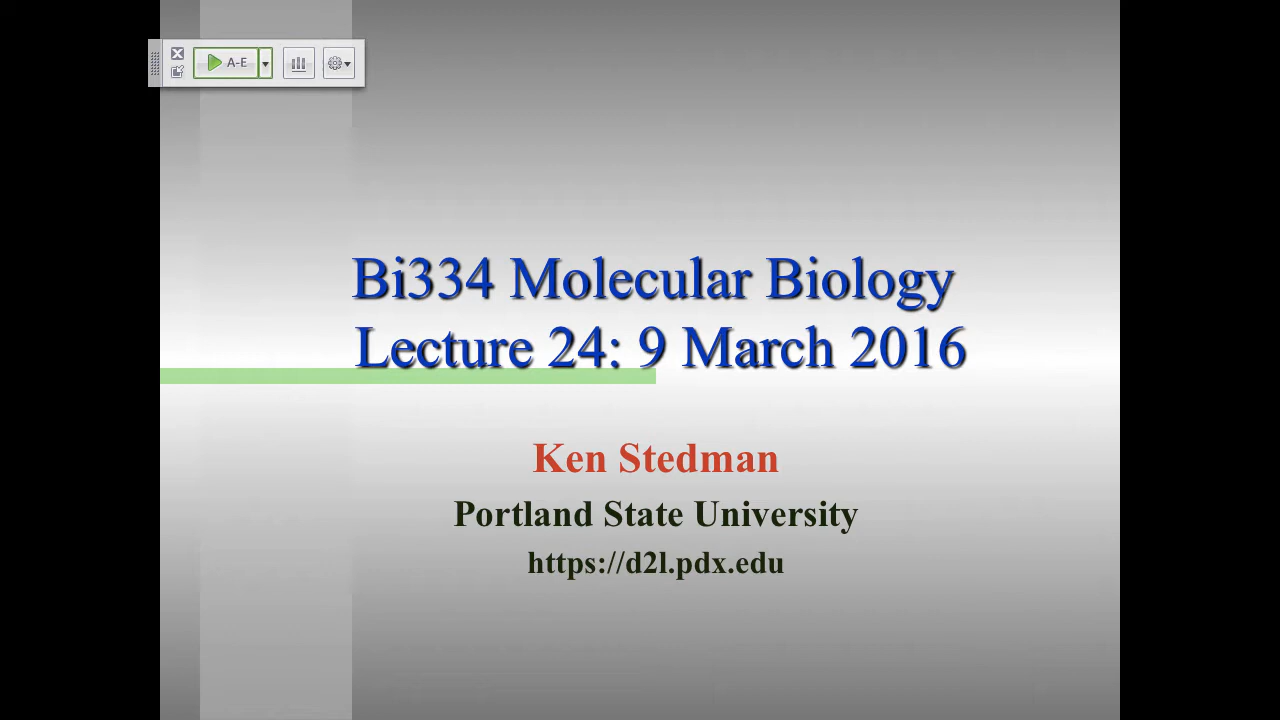 A-E
Bi334 Molecular Biology
Lecture 24: 9 March 2016
Ken Stedman
Portland State University
https://d2l.pdx.edu